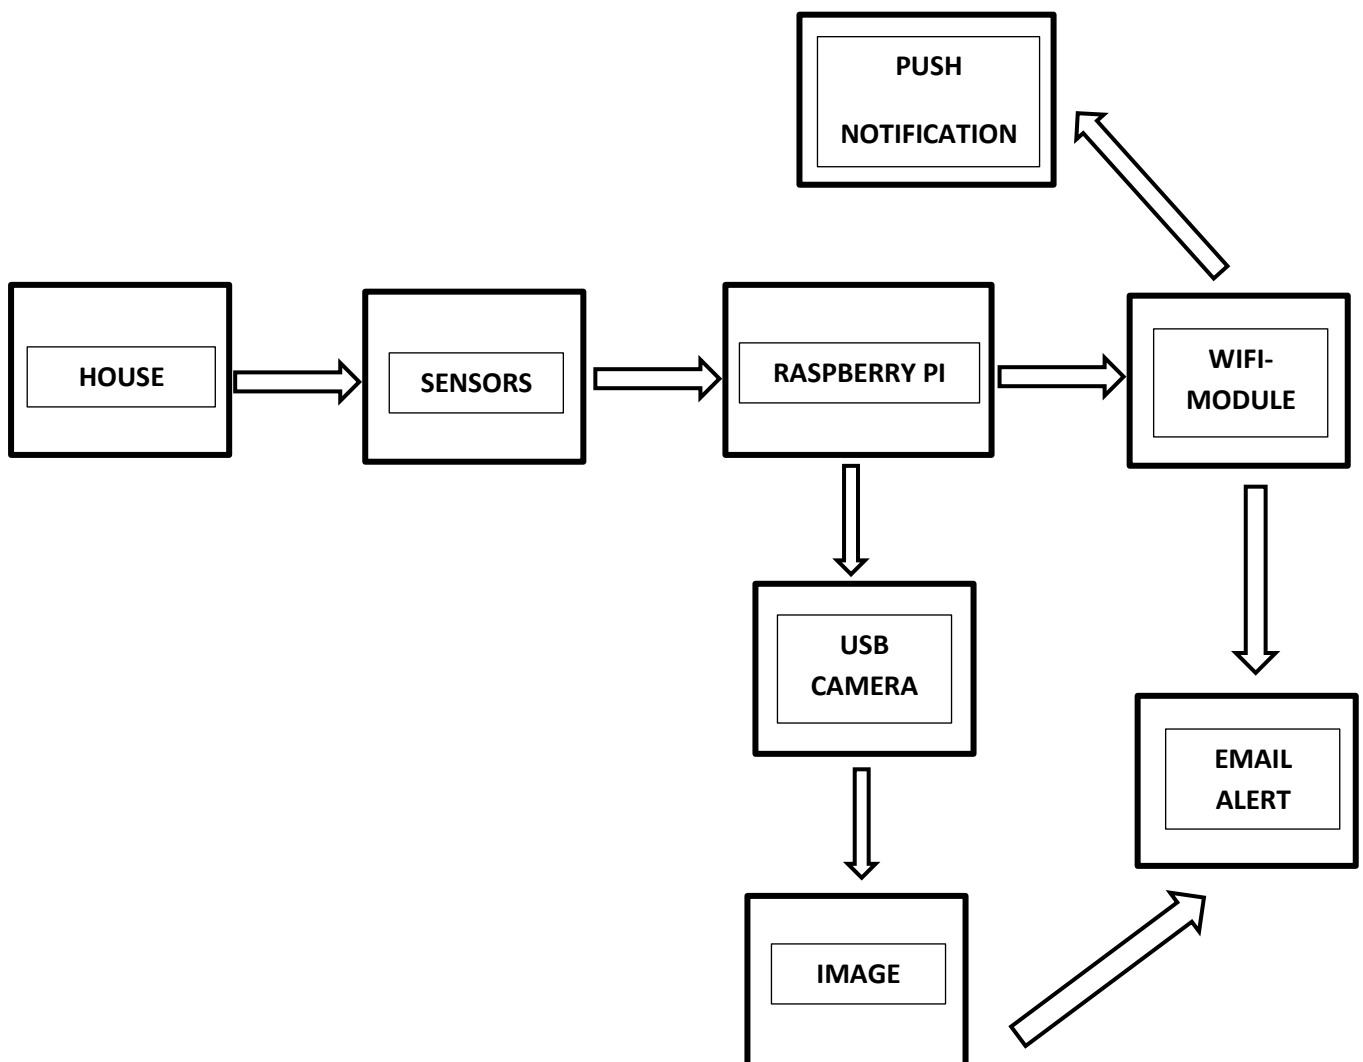 PUSH
NOTIFICATION
HOUSE
SENSORS
RASPBERRY PI
WIFI-
MODULE
USB
CAMERA
EMAIL
ALERT
IMAGE